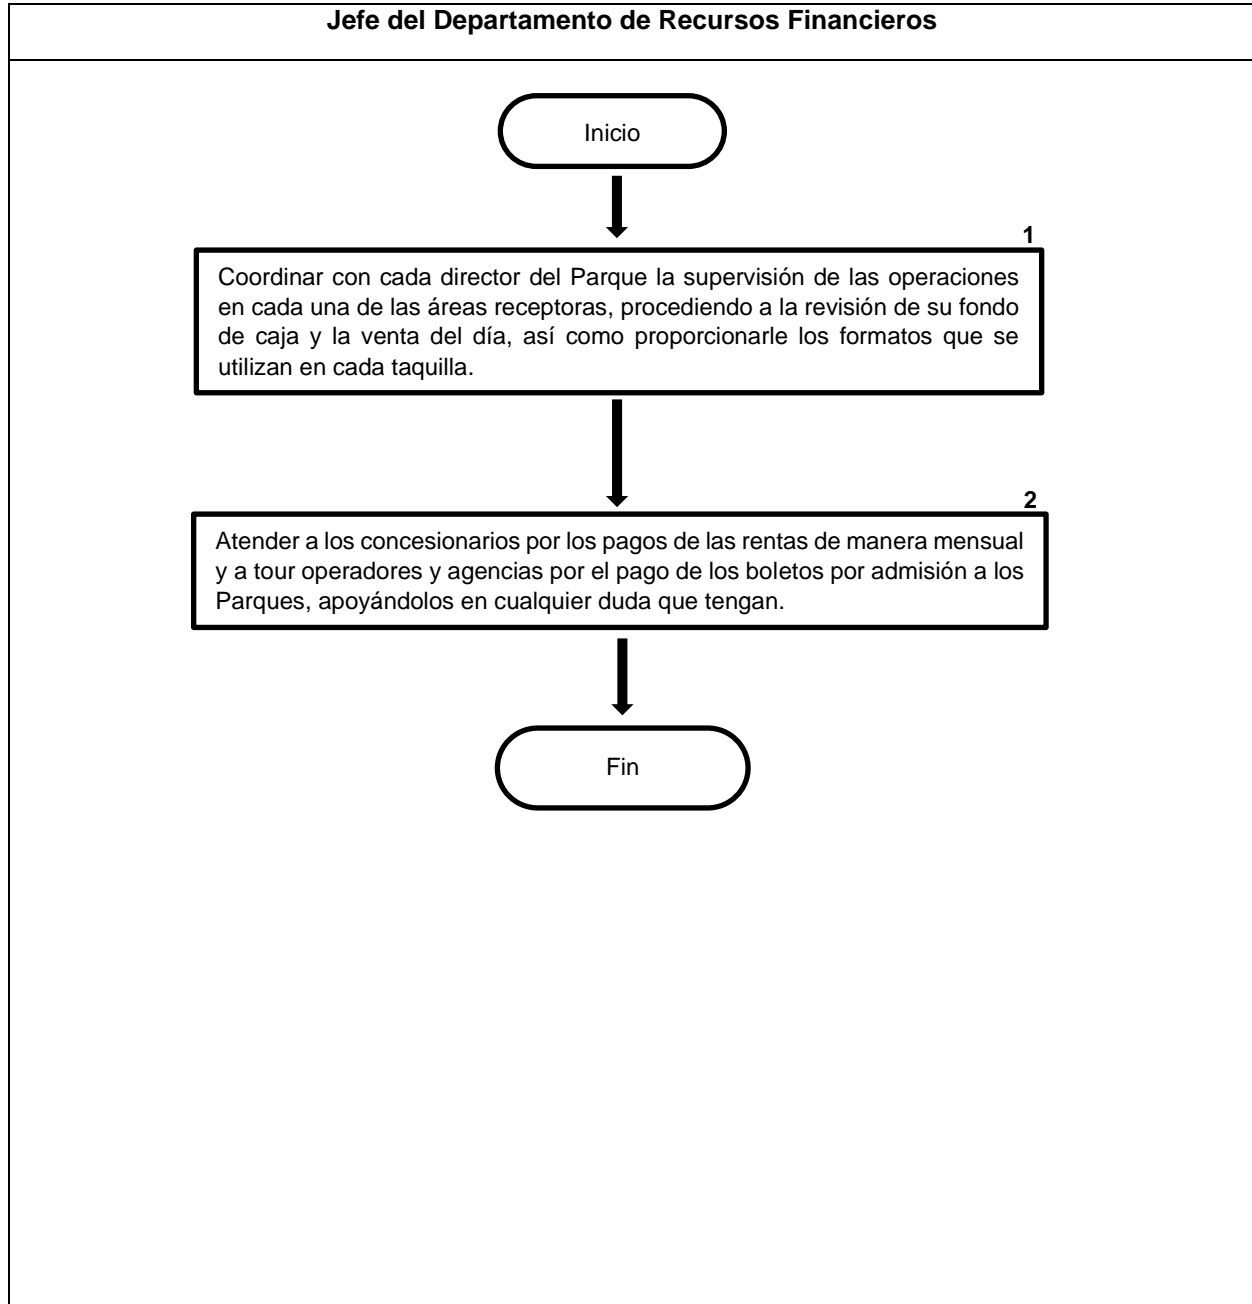 Jefe del Departamento de Recursos Financieros
Inicio
1
Coordinar con cada director del Parque la supervisión de las operaciones
en cada una de las áreas receptoras, procediendo a la revisión de su fondo
de caja y la venta del día, así como proporcionarle los formatos que se
utilizan en cada taquilla.
2
Atender a los concesionarios por los pagos de las rentas de manera mensual
y a tour operadores y agencias por el pago de los boletos por admisión a los
Parques, apoyándolos en cualquier duda que tengan.
Fin